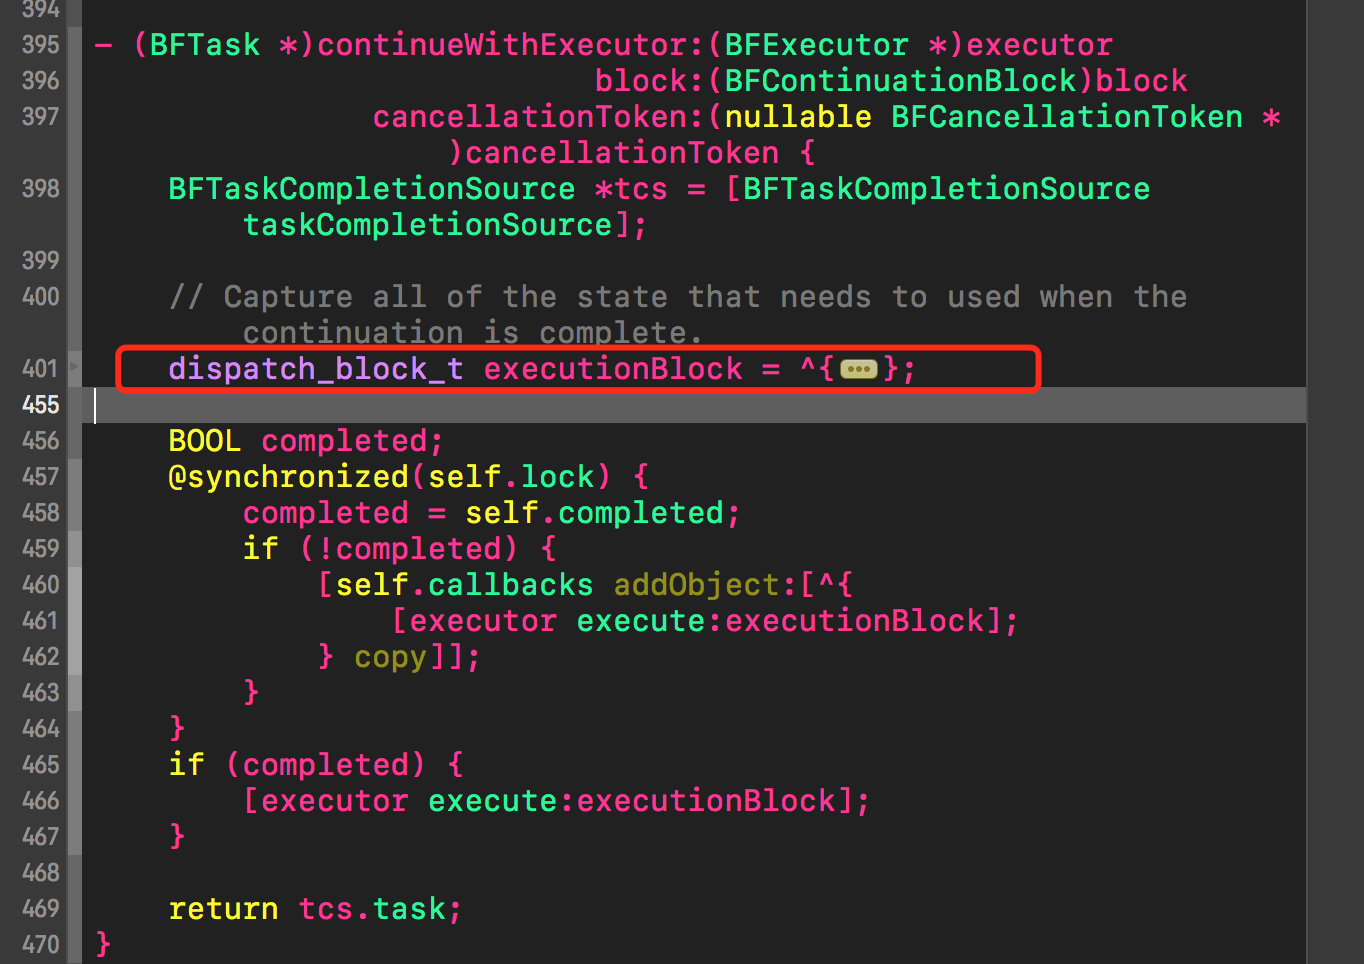 394
395 - (BFTask *)continueWithExecutor:(BFExecutor *)executor
396 block:(BFContinuationBlock)block
397 cancellationToken:(nullable BFCancellationToken *
)cancellationToken {
398 BFTaskCompletionSource *tcs = [BFTaskCompletionSource
taskCompletionSource];
399
400 // Capture all of the state that needs to used when the
continuation is complete.
401 dispatch_block_t executionBlock = ^{•••};
455
456 BOOL completed;
457 @synchronized(self.lock) {
458 completed = self.completed;
459 if (!completed) {
460 [self.callbacks addObject:[^{
461 [executor execute:executionBlock];
462 } copy]];
463 }
464 }
465 if (completed) {
466 [executor execute:executionBlock];
467 }
468
469 return tcs.task;
470 }